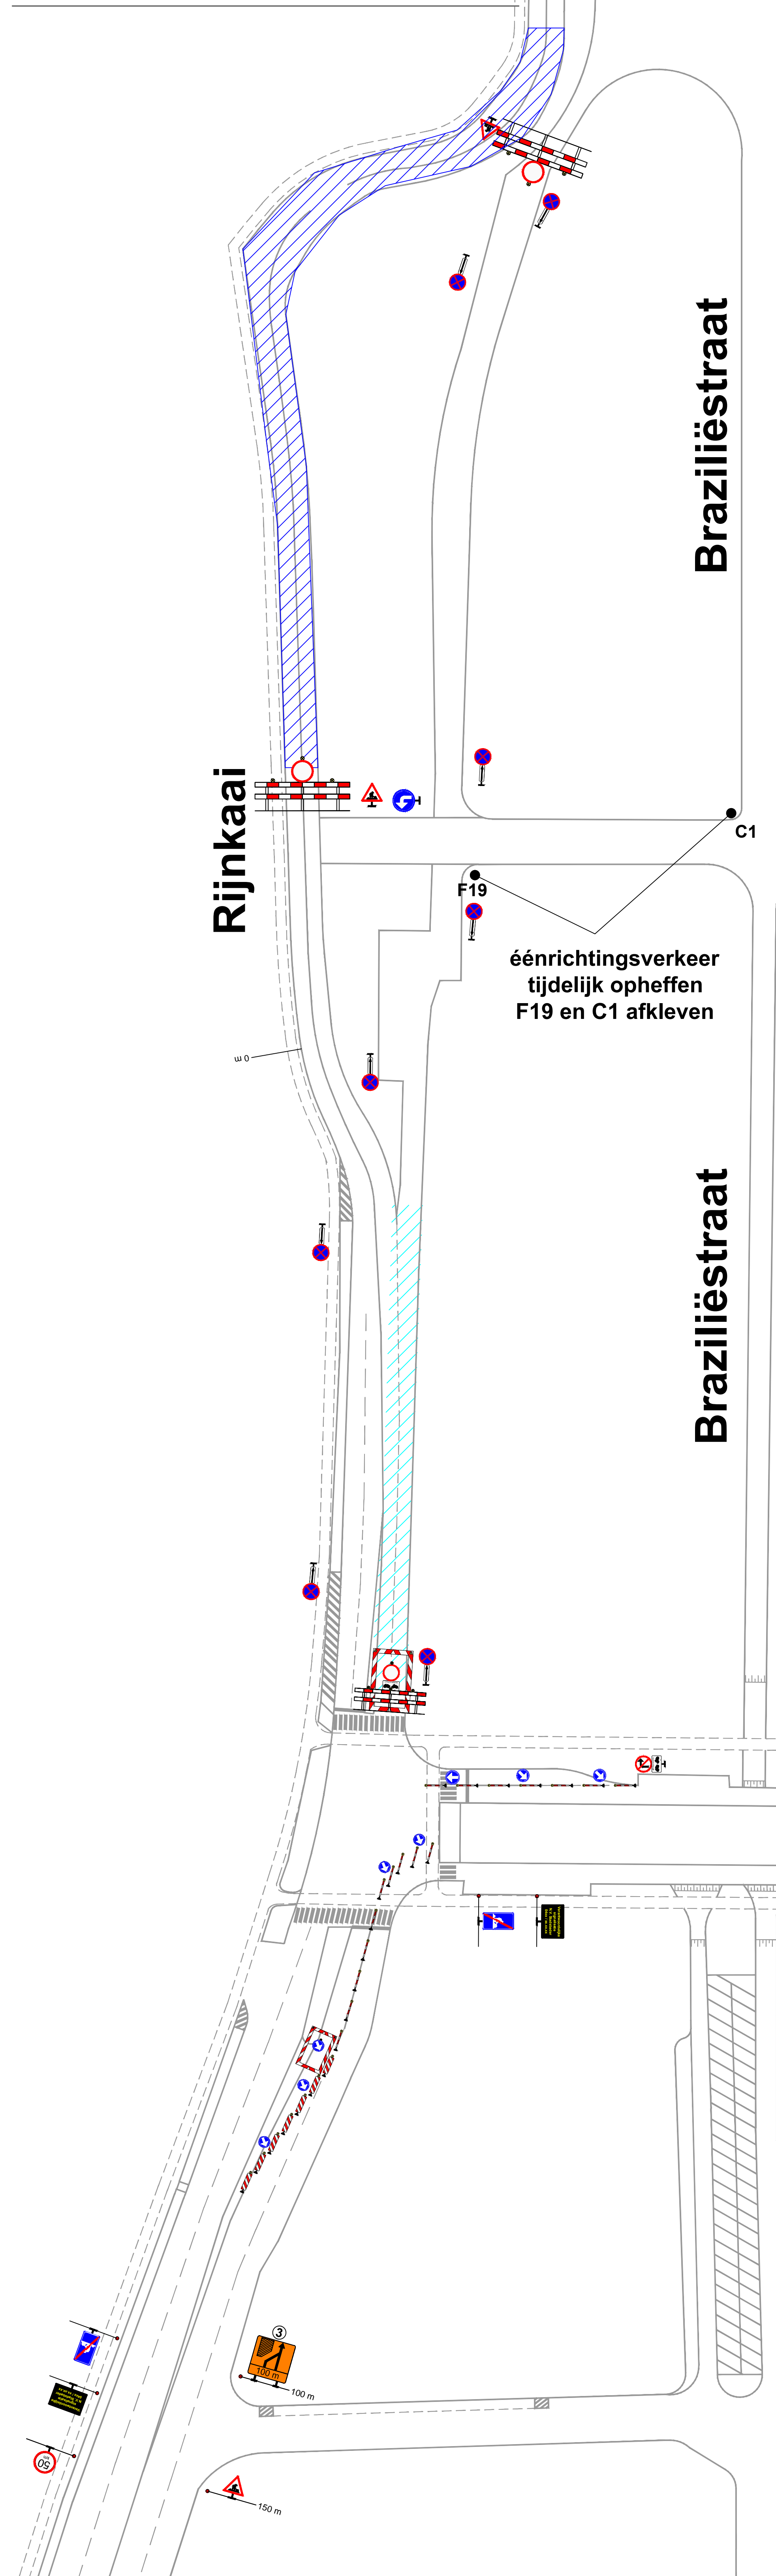 Braziliëstraat
Rijnkaai
C1
F19
éénrichtingsverkeer
tijdelijk opheffen
F19 en C1 afkleven
0 m
Braziliëstraat
3
100 m
100 m
50
150 m